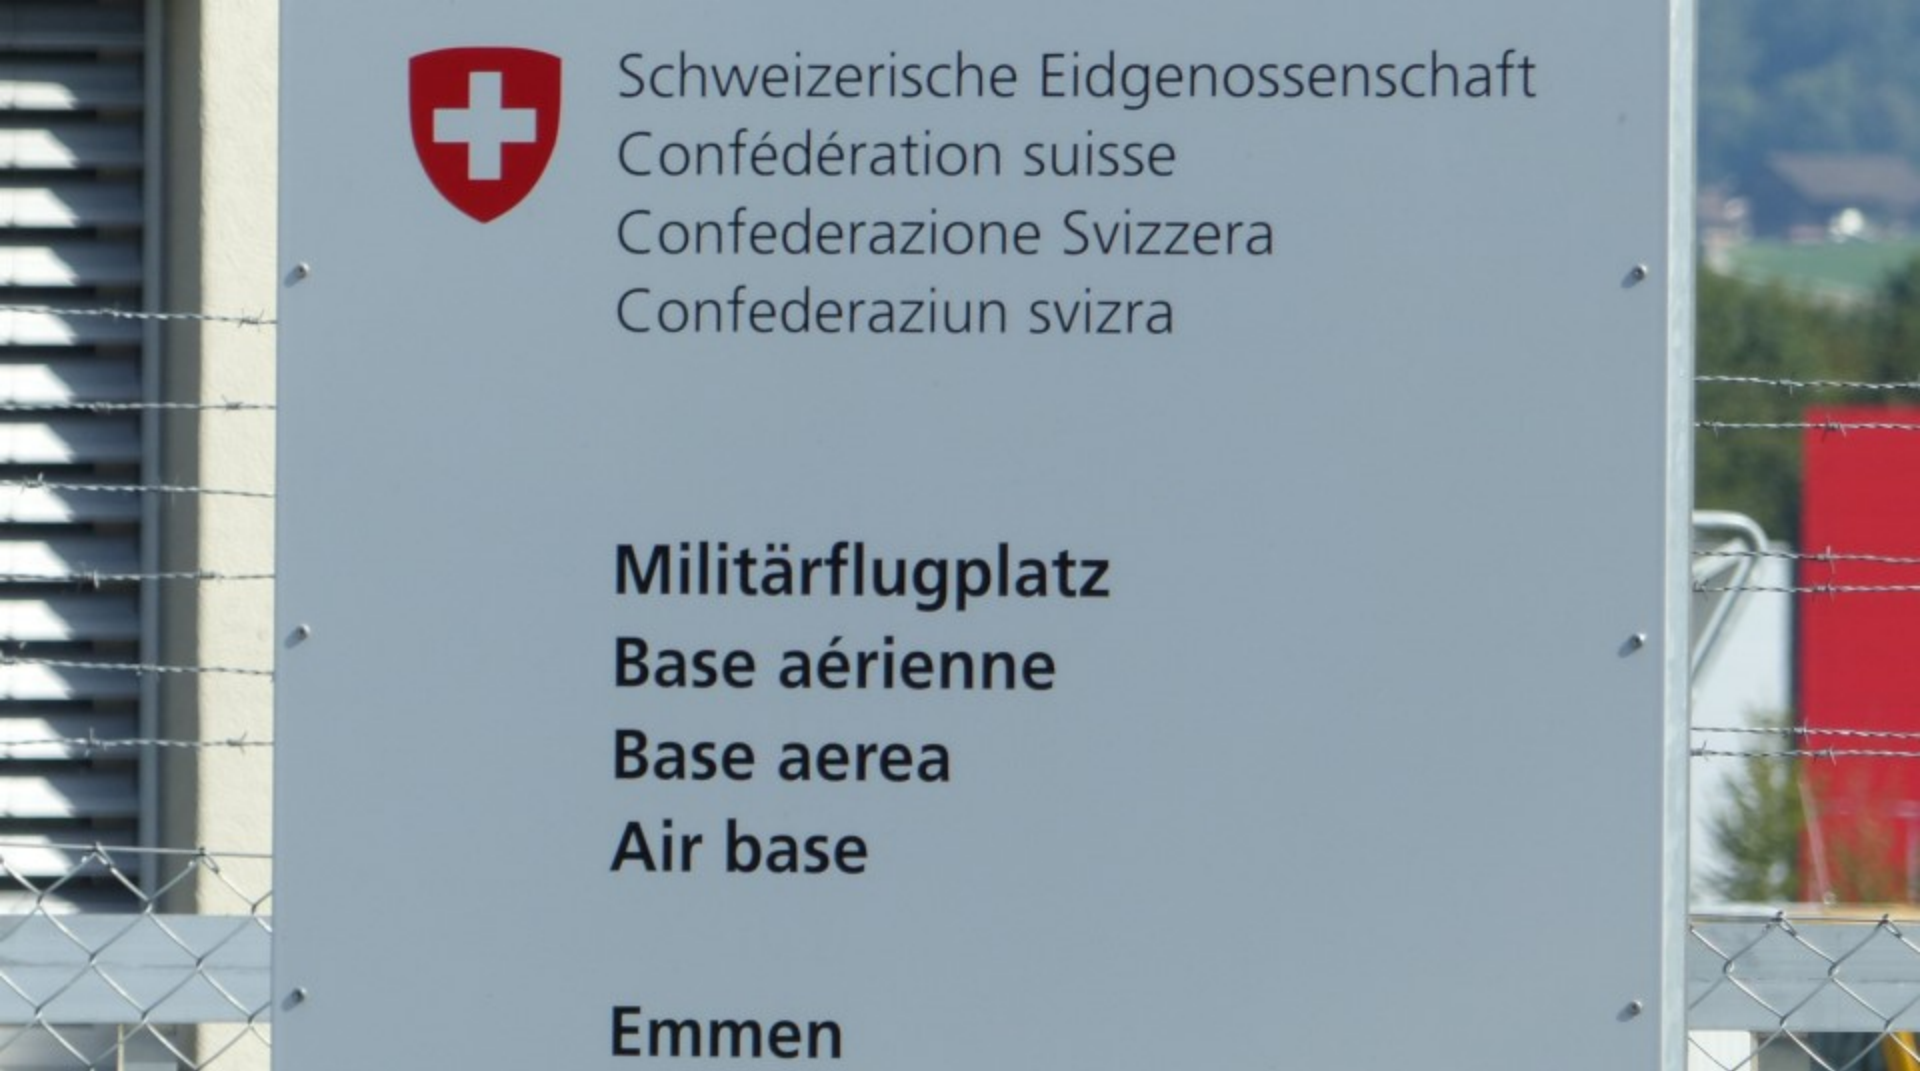 Schweizerische Eidgenossenschaft
Confédération suisse
Confederazione Svizzera
Confederaziun svizra
Militärflugplatz
Base aérienne
Base aerea
Air base
Emmen